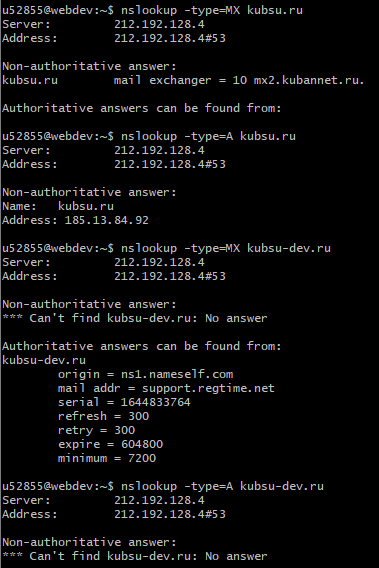 u52855@webdev:~$ nslookup -type=MX kubsu.ru
Server: 212.192.128.4
Address: 212.192.128.4#53

Non-authoritative answer:
kubsu.ru mail exchanger = 10 mx2.kubannet.ru.

Authoritative answers can be found from:

u52855@webdev:~$ nslookup -type=A kubsu.ru
Server: 212.192.128.4
Address: 212.192.128.4#53

Non-authoritative answer:
Name: kubsu.ru
Address: 185.13.84.92

u52855@webdev:~$ nslookup -type=MX kubsu-dev.ru
Server: 212.192.128.4
Address: 212.192.128.4#53

Non-authoritative answer:
*** Can't find kubsu-dev.ru: No answer

Authoritative answers can be found from:
kubsu-dev.ru
origin = ns1.nameself.com
mail addr = support.regtime.net
serial = 1644833764
refresh = 300
retry = 300
expire = 604800
minimum = 7200

u52855@webdev:~$ nslookup -type=A kubsu-dev.ru
Server: 212.192.128.4
Address: 212.192.128.4#53

Non-authoritative answer:
*** Can't find kubsu-dev.ru: No answer